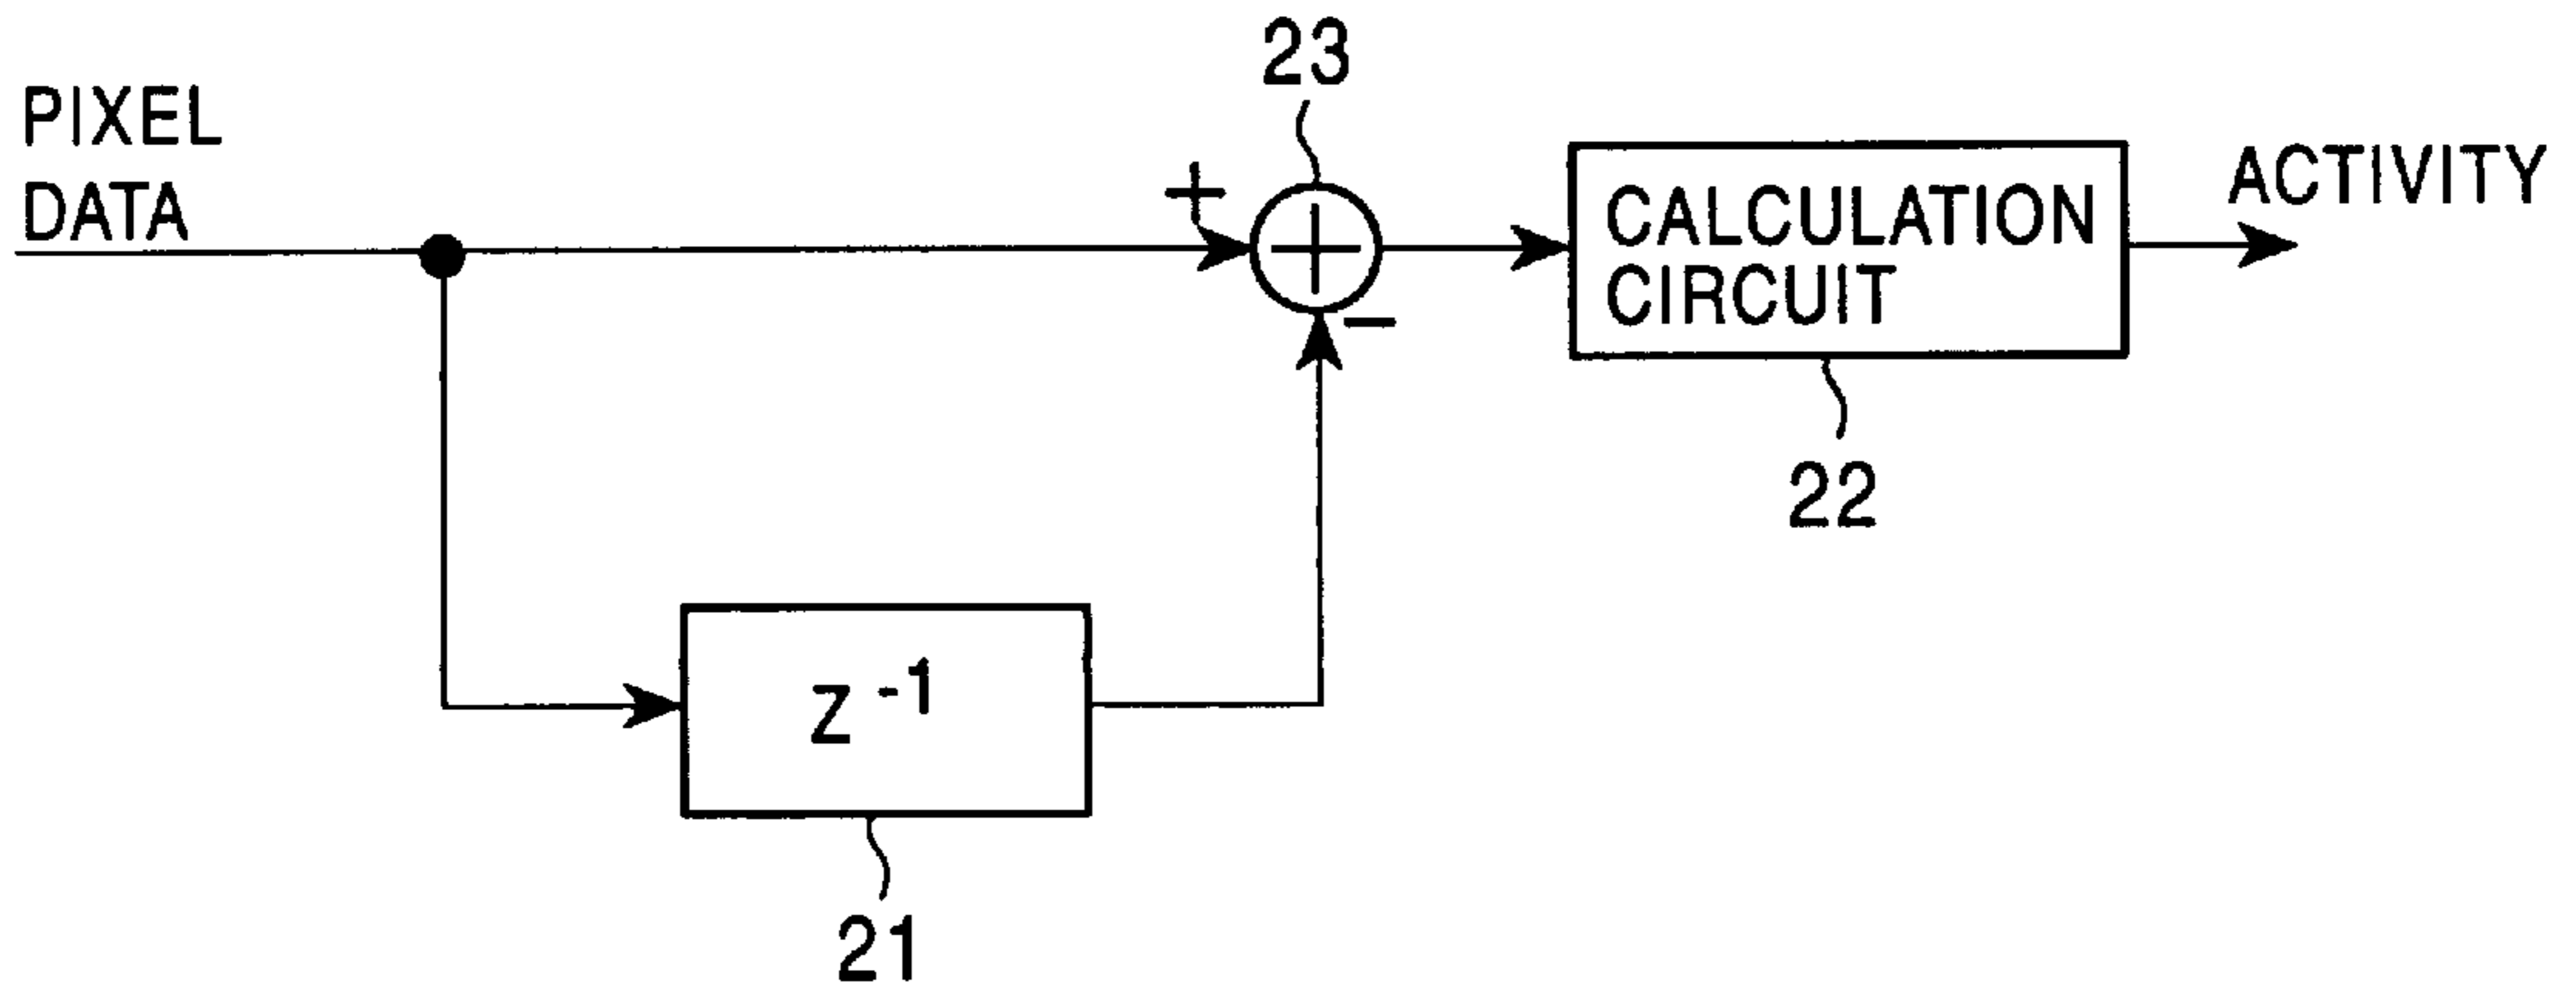 23
PIXEL
DATA
+
CALCULATION
CIRCUIT
ACTIVITY
−
22
Z⁻¹
21